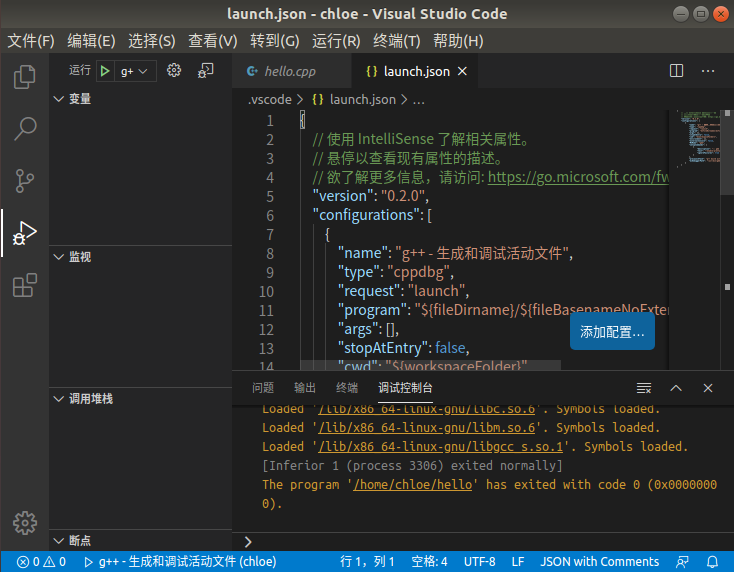 launch.json - chloe - Visual Studio Code
文件(F) 编辑(E) 选择(S) 查看(V) 转到(G) 运行(R) 终端(T) 帮助(H)
运行 g+
hello.cpp
{} launch.json
.vscode > {} launch.json > ...
变量
监视
调用堆栈
断点
1 {
2 // 使用 IntelliSense 了解相关属性。
3 // 悬停以查看现有属性的描述。
4 // 欲了解更多信息，请访问: https://go.microsoft.com/fw
5 "version": "0.2.0",
6 "configurations": [
7 {
8 "name": "g++ - 生成和调试活动文件",
9 "type": "cppdbg",
10 "request": "launch",
11 "program": "${fileDirname}/${fileBasenameNoExter
12 "args": [],
13 "stopAtEntry": false,
14 "cwd": "${workspaceFolder}"
添加配置...
问题 输出 终端 调试控制台
Loaded '/lib/x86_64-linux-gnu/libc.so.6'. Symbols loaded.
Loaded '/lib/x86_64-linux-gnu/libm.so.6'. Symbols loaded.
Loaded '/lib/x86_64-linux-gnu/libgcc_s.so.1'. Symbols loaded.
[Inferior 1 (process 3306) exited normally]
The program '/home/chloe/hello' has exited with code 0 (0x0000000
0).
>
0 0 g++ - 生成和调试活动文件 (chloe) 行 1，列 1 空格: 4 UTF-8 LF JSON with Comments